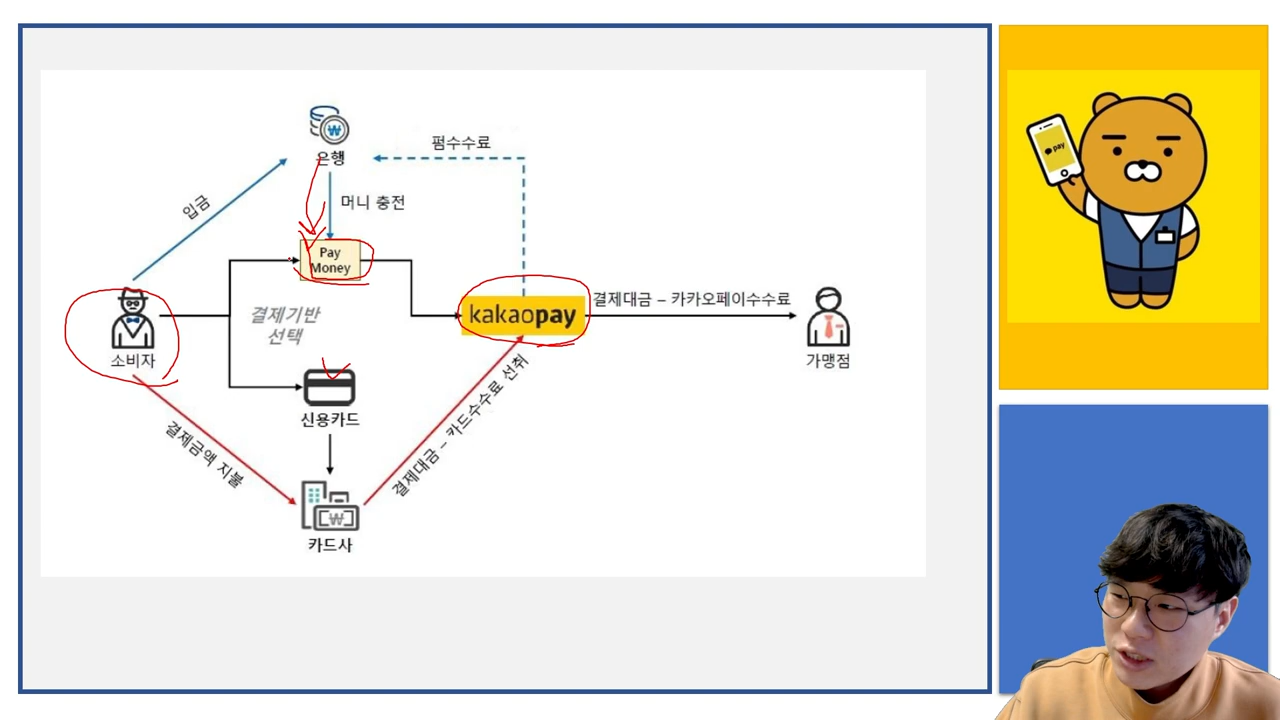 은행
펌수수료
입금
머니 충전
Pay
Money
결제기반
선택
kakaopay
결제대금 – 카카오페이수수료
소비자
가맹점
신용카드
결제금액 지불
결제대금 – 카드수수료 선취
카드사
pay